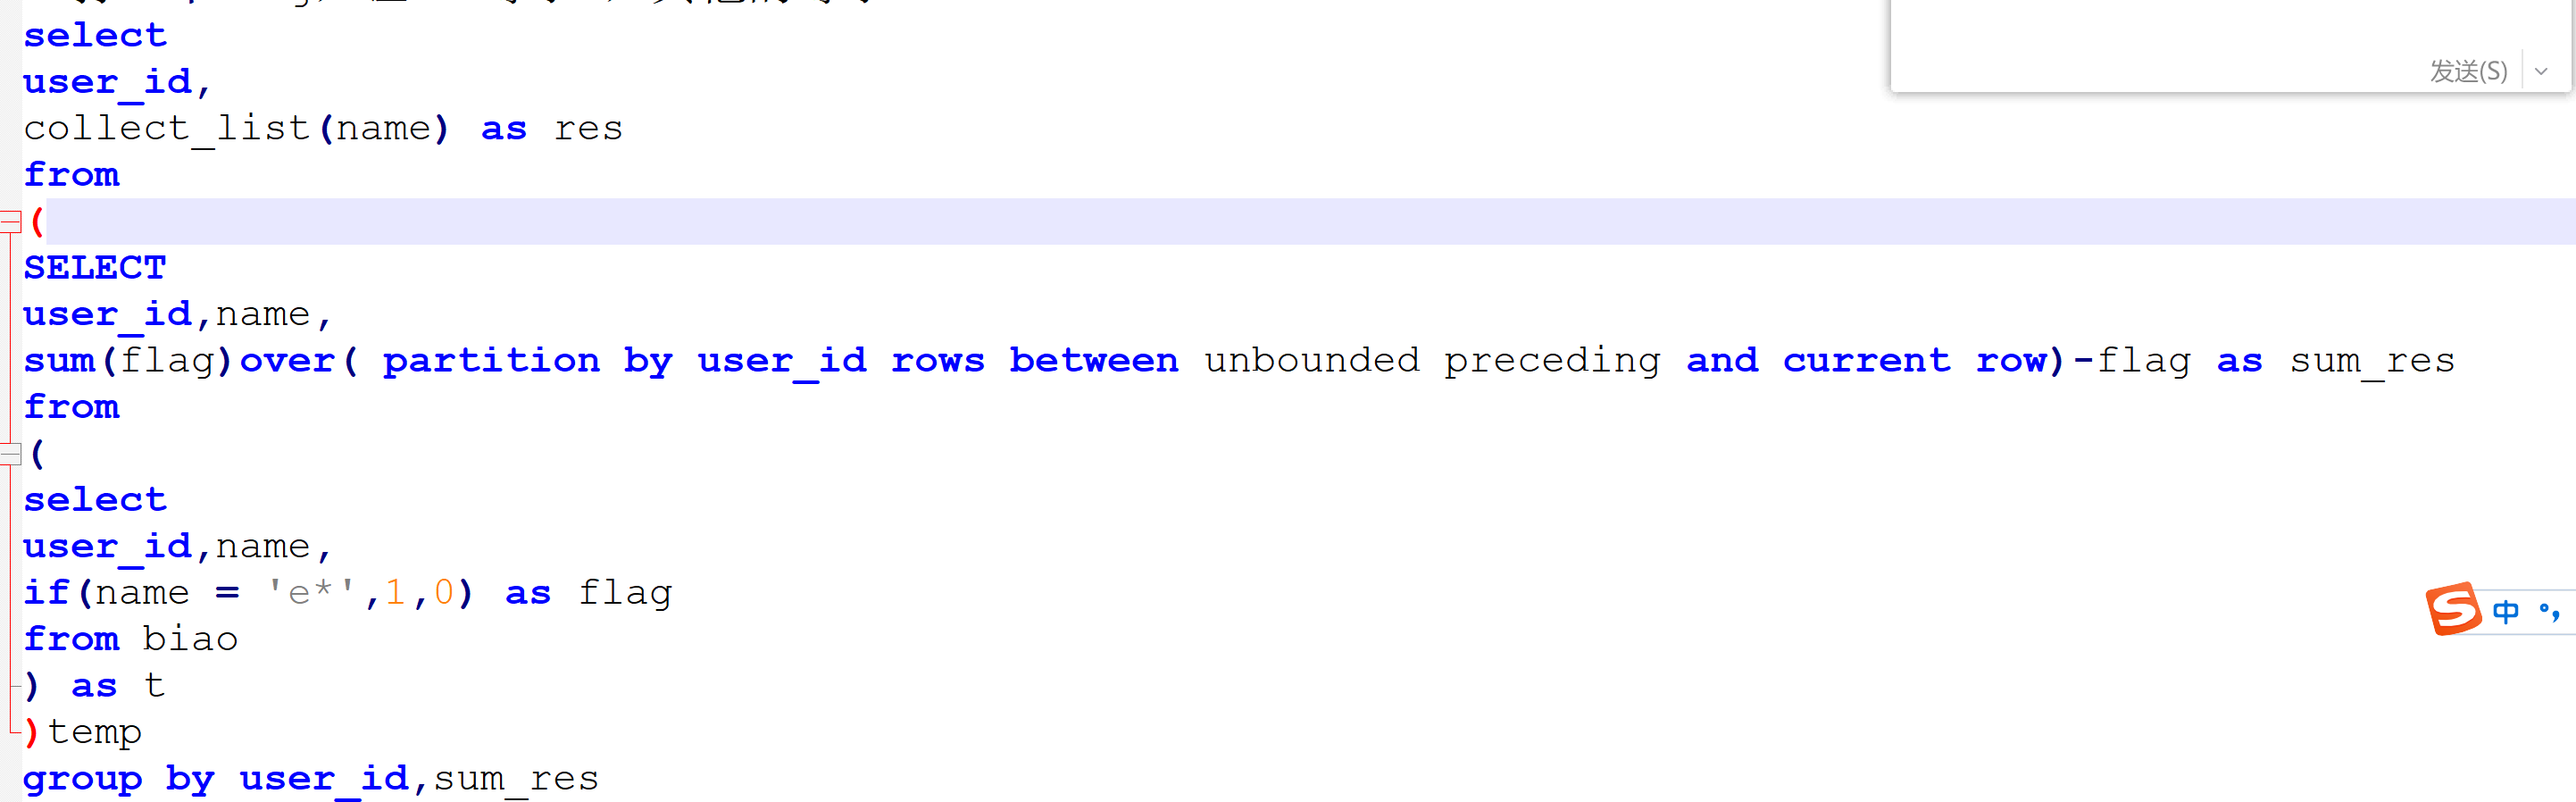 select
user_id,
collect_list(name) as res
from
(
SELECT
user_id,name,
sum(flag)over( partition by user_id rows between unbounded preceding and current row)-flag as sum_res
from
(
select
user_id,name,
if(name = 'e*',1,0) as flag
from biao
) as t
)temp
group by user_id,sum_res
发送(S)
中 °,